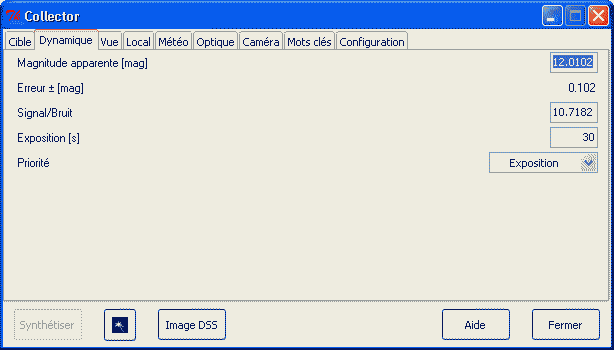 Collector
Cible Dynamique Vue Local Météo Optique Caméra Mots clés Configuration
Magnitude apparente [mag] 12.0102
Erreur ± [mag] 0.102
Signal/Bruit 10.7182
Exposition [s] 30
Priorité Exposition
Synthétiser Image DSS Aide Fermer